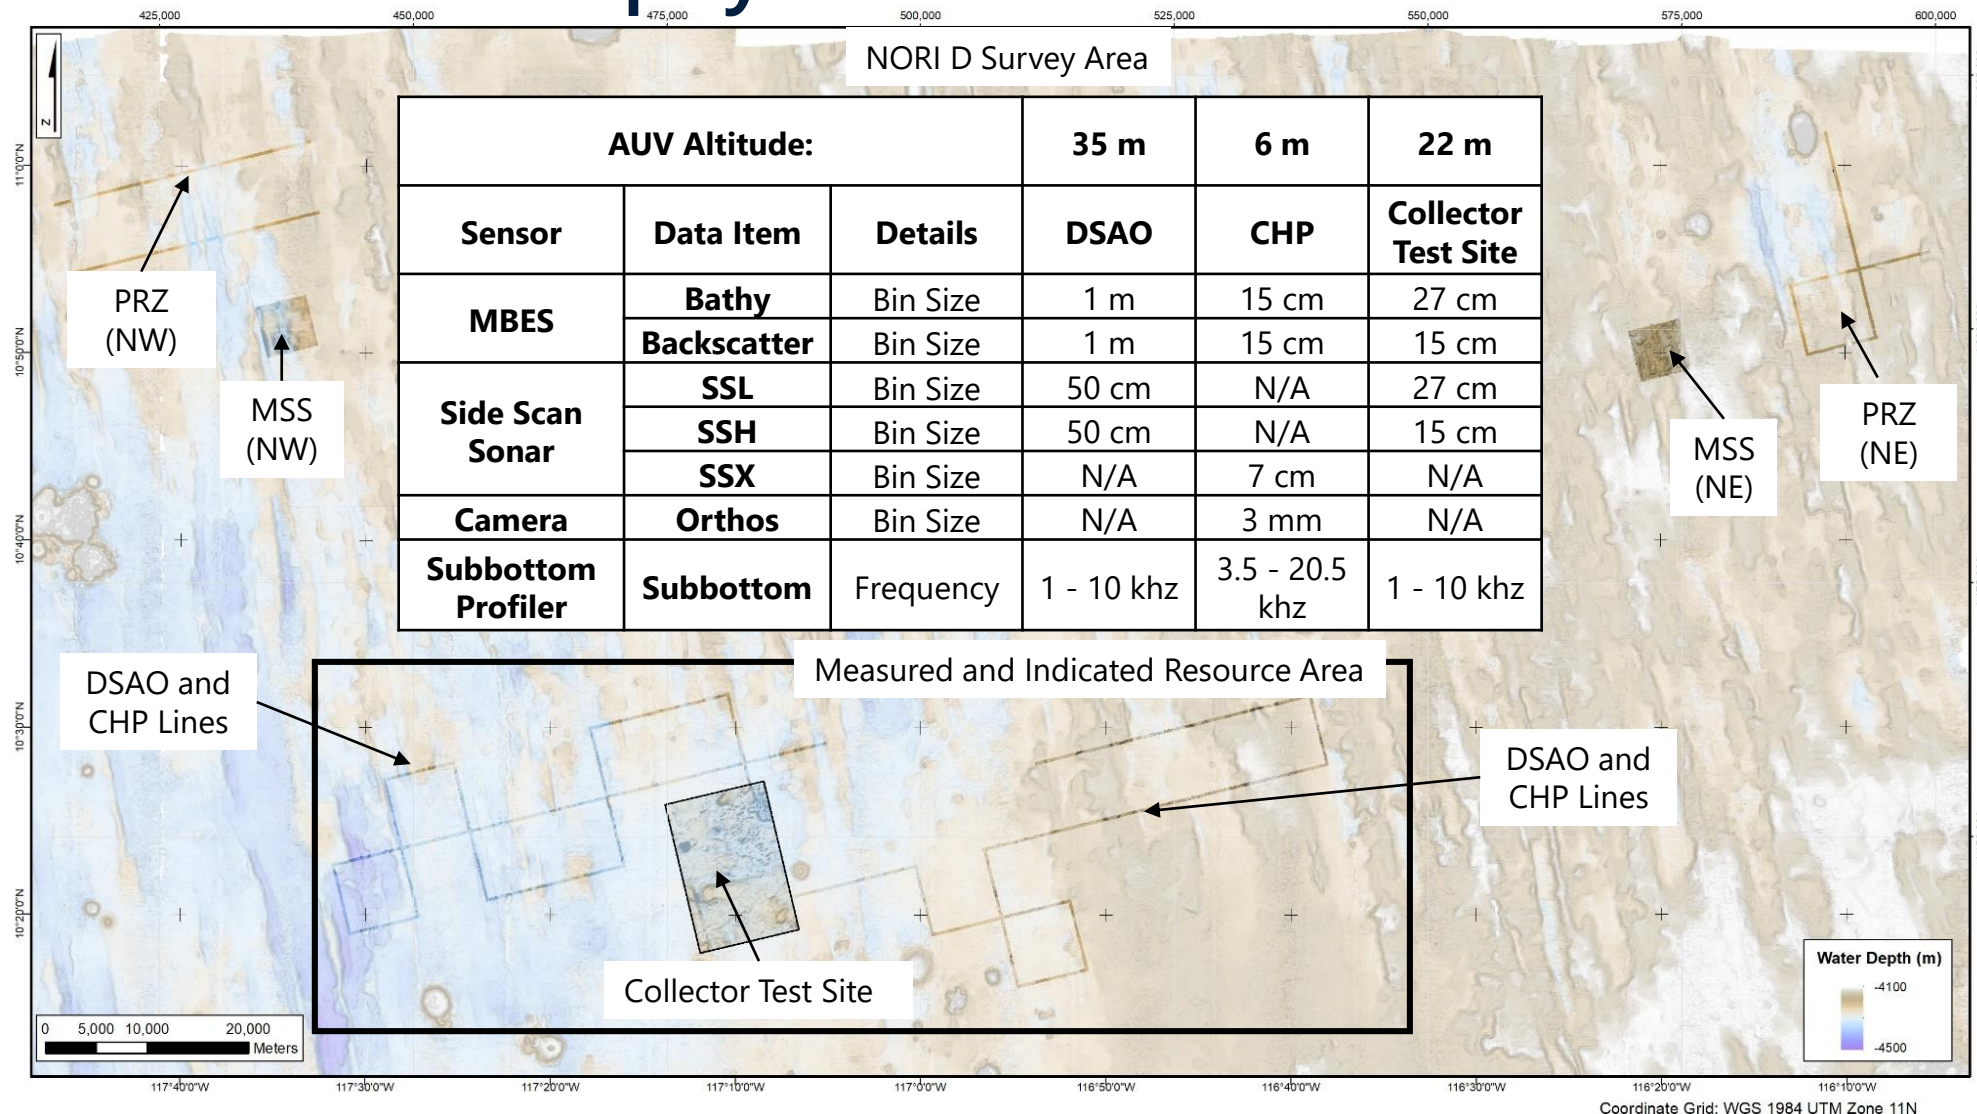 425,000 450,000 475,000 500,000 525,000 550,000 575,000 600,000
NORI D Survey Area
N
AUV Altitude: 35 m 6 m 22 m
Sensor Data Item Details DSAO CHP Collector Test Site
MBES Bathy Bin Size 1 m 15 cm 27 cm
Backscatter Bin Size 1 m 15 cm 15 cm
Side Scan Sonar SSL Bin Size 50 cm N/A 27 cm
SSH Bin Size 50 cm N/A 15 cm
SSX Bin Size N/A 7 cm N/A
Camera Orthos Bin Size N/A 3 mm N/A
Subbottom Profiler Subbottom Frequency 1 - 10 khz 3.5 - 20.5 khz 1 - 10 khz
PRZ
(NW)
MSS
(NW)
MSS
(NE)
PRZ
(NE)
11°0'0"N
10°50'0"N
10°40'0"N
10°30'0"N
10°20'0"N
Measured and Indicated Resource Area
DSAO and
CHP Lines
DSAO and
CHP Lines
Collector Test Site
Water Depth (m)
-4100
-4500
0 5,000 10,000 20,000
Meters
117°40'0"W 117°30'0"W 117°20'0"W 117°10'0"W 117°0'0"W 116°50'0"W 116°40'0"W 116°30'0"W 116°20'0"W 116°10'0"W
Coordinate Grid: WGS 1984 UTM Zone 11N